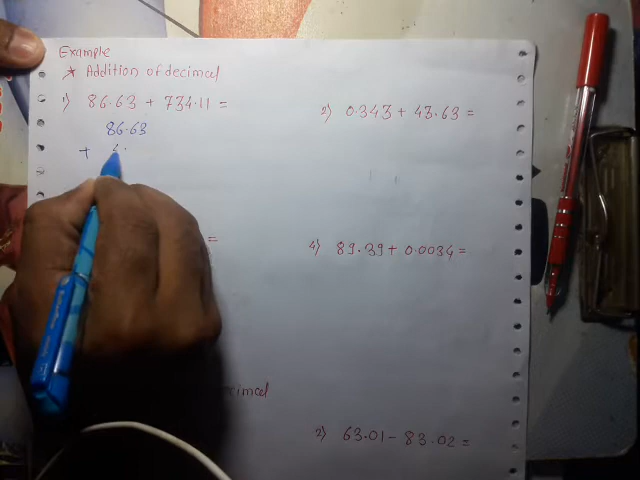 Example
* Addition of decimal
1) 86.63 + 734.11 =
86.63
+
2) 0.343 + 43.63 =
=
4) 89.39 + 0.0034 =
2) 63.01 - 83.02 =